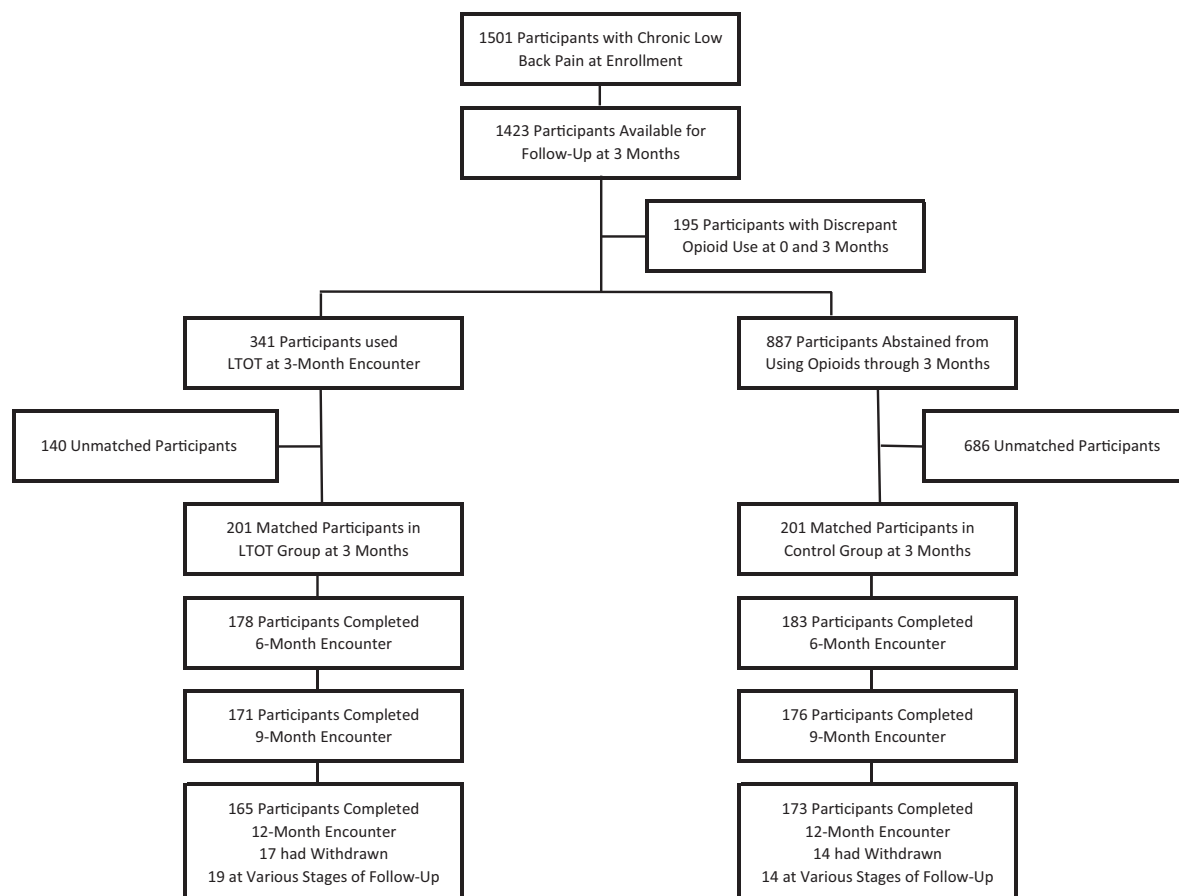 1501 Participants with Chronic Low
Back Pain at Enrollment
1423 Participants Available for
Follow-Up at 3 Months
195 Participants with Discrepant
Opioid Use at 0 and 3 Months
341 Participants used
LTOT at 3-Month Encounter
887 Participants Abstained from
Using Opioids through 3 Months
140 Unmatched Participants
686 Unmatched Participants
201 Matched Participants in
LTOT Group at 3 Months
201 Matched Participants in
Control Group at 3 Months
178 Participants Completed
6-Month Encounter
183 Participants Completed
6-Month Encounter
171 Participants Completed
9-Month Encounter
176 Participants Completed
9-Month Encounter
165 Participants Completed
12-Month Encounter
17 had Withdrawn
19 at Various Stages of Follow-Up
173 Participants Completed
12-Month Encounter
14 had Withdrawn
14 at Various Stages of Follow-Up